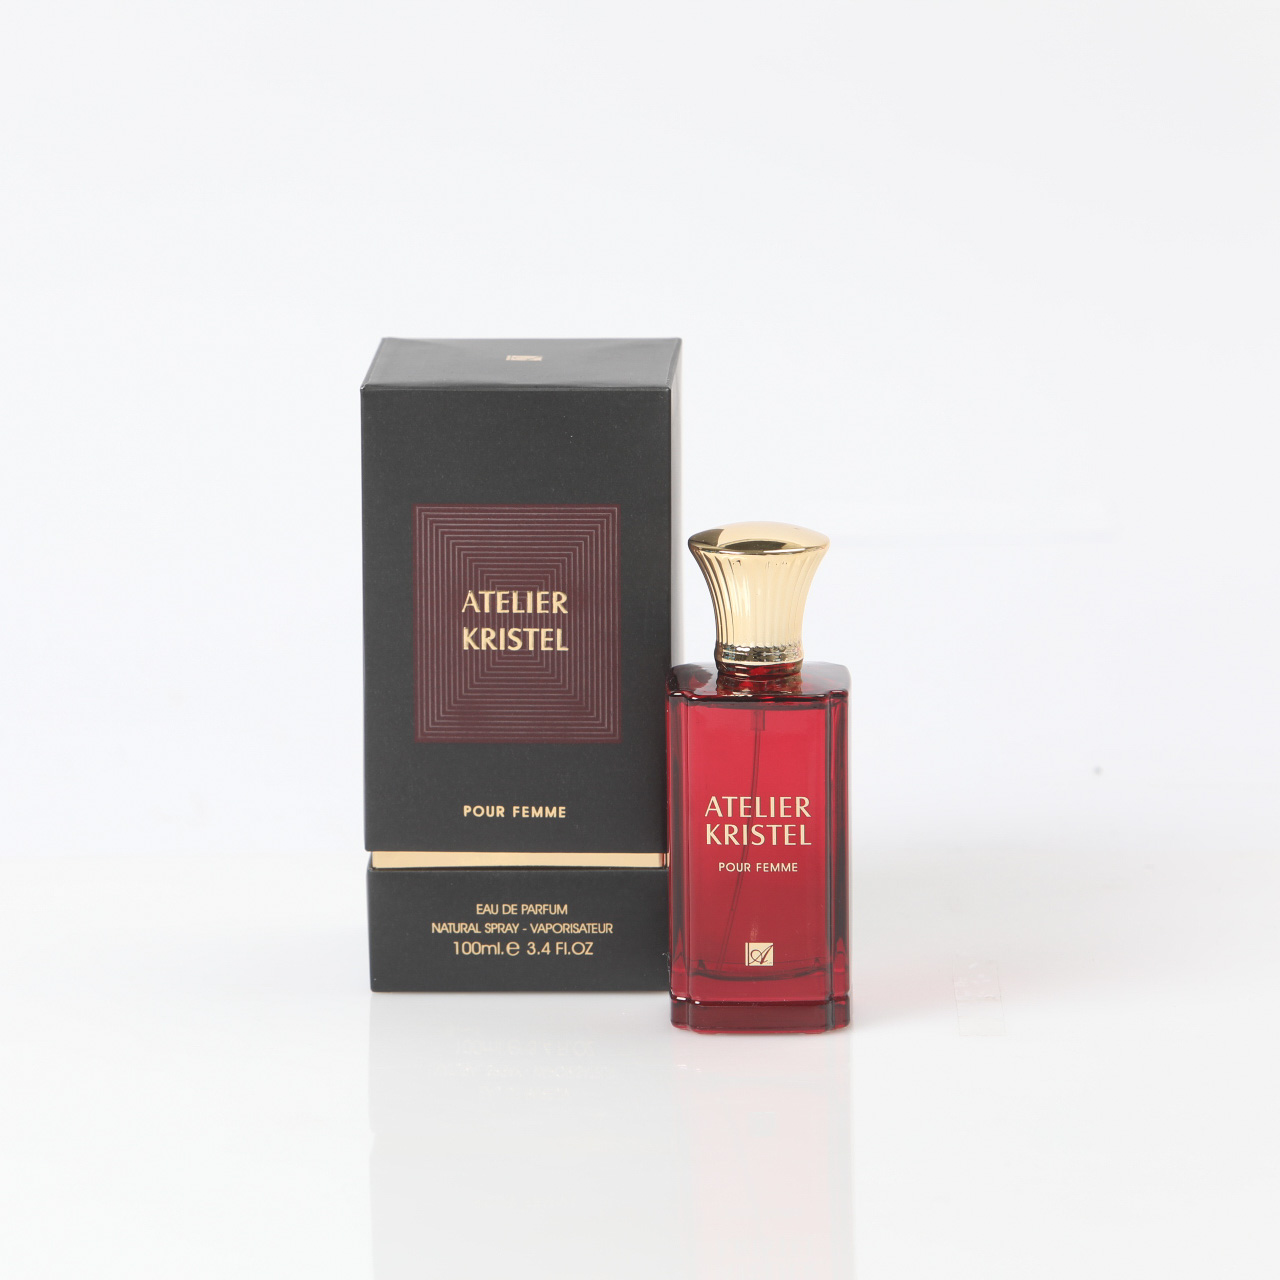 ATELIER
KRISTEL
POUR FEMME
EAU DE PARFUM
NATURAL SPRAY - VAPORISATEUR
100ml.℮ 3.4 Fl.OZ
ATELIER
KRISTEL
POUR FEMME
A